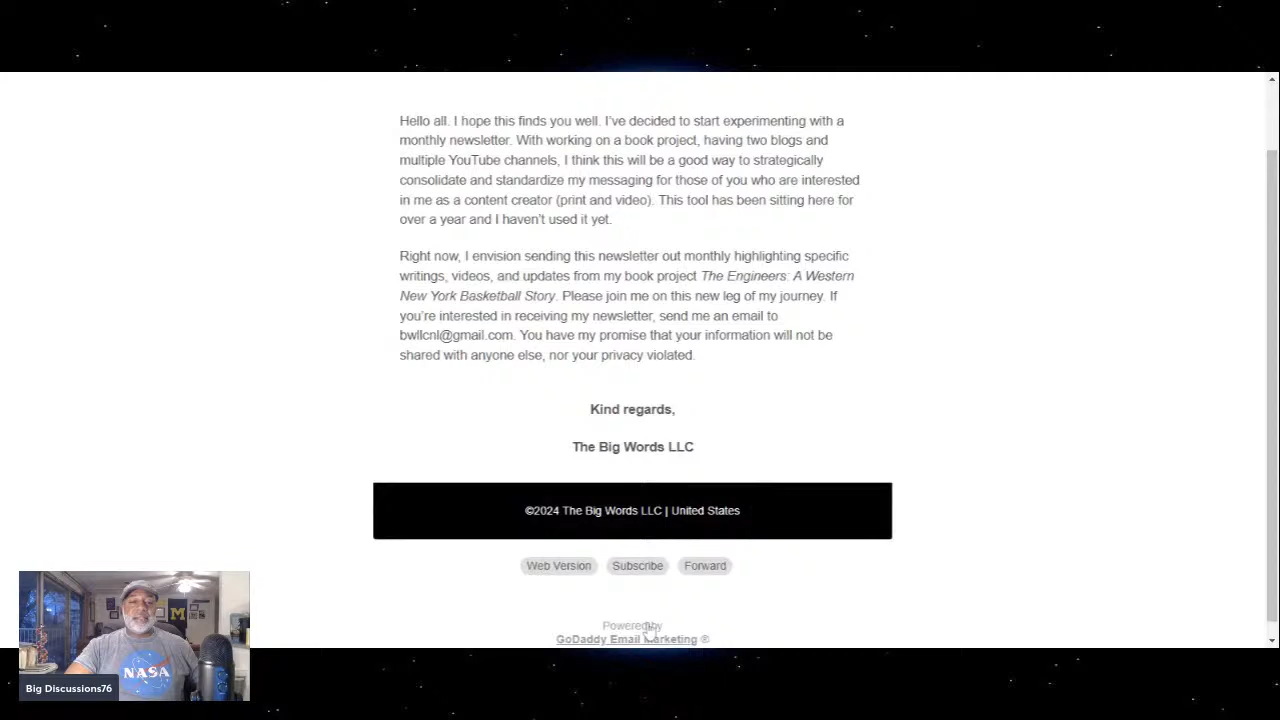 Hello all. I hope this finds you well. I've decided to start experimenting with a
monthly newsletter. With working on a book project, having two blogs and
multiple YouTube channels, I think this will be a good way to strategically
consolidate and standardize my messaging for those of you who are interested
in me as a content creator (print and video). This tool has been sitting here for
over a year and I haven't used it yet.
Right now, I envision sending this newsletter out monthly highlighting specific
writings, videos, and updates from my book project The Engineers: A Western
New York Basketball Story. Please join me on this new leg of my journey. If
you're interested in receiving my newsletter, send me an email to
bwllcnl@gmail.com. You have my promise that your information will not be
shared with anyone else, nor your privacy violated.
Kind regards,
The Big Words LLC
©2024 The Big Words LLC | United States
Web Version Subscribe Forward
Powered by
GoDaddy Email Marketing ®
M
NASA
Big Discussions76